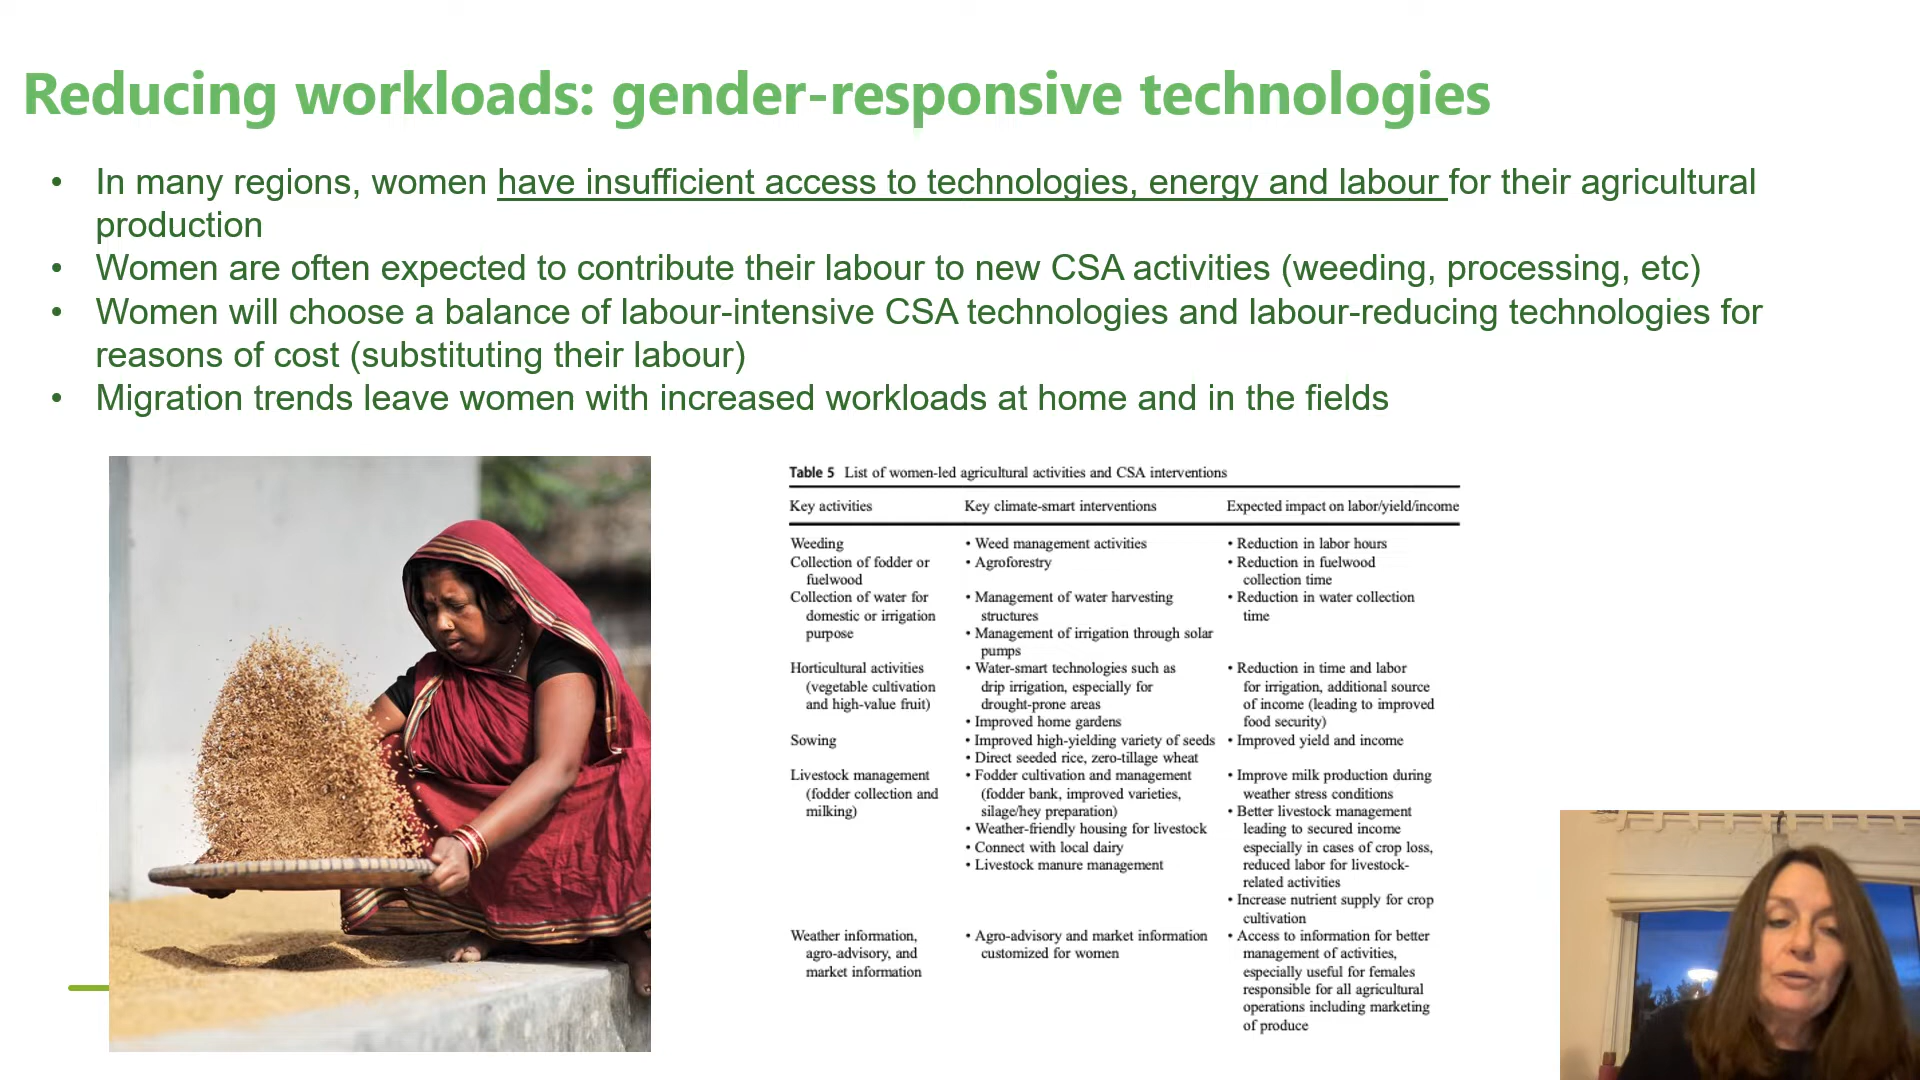 Reducing workloads: gender-responsive technologies
• In many regions, women have insufficient access to technologies, energy and labour for their agricultural
production
• Women are often expected to contribute their labour to new CSA activities (weeding, processing, etc)
• Women will choose a balance of labour-intensive CSA technologies and labour-reducing technologies for
reasons of cost (substituting their labour)
• Migration trends leave women with increased workloads at home and in the fields
Table 5 List of women-led agricultural activities and CSA interventions
Key activities Key climate-smart interventions Expected impact on labor/yield/income
Weeding • Weed management activities • Reduction in labor hours
Collection of fodder or • Agroforestry • Reduction in fuelwood
fuelwood collection time
Collection of water for • Management of water harvesting • Reduction in water collection
domestic or irrigation structures time
purpose • Management of irrigation through solar
pumps
Horticultural activities • Water-smart technologies such as • Reduction in time and labor
(vegetable cultivation drip irrigation, especially for for irrigation, additional source
and high-value fruit) drought-prone areas of income (leading to improved
• Improved home gardens food security)
Sowing • Improved high-yielding variety of seeds • Improved yield and income
• Direct seeded rice, zero-tillage wheat
Livestock management • Fodder cultivation and management • Improve milk production during
(fodder collection and (fodder bank, improved varieties, weather stress conditions
milking) silage/hey preparation) • Better livestock management
• Weather-friendly housing for livestock leading to secured income
• Connect with local dairy especially in cases of crop loss,
• Livestock manure management reduced labor for livestock-
related activities
• Increase nutrient supply for crop
cultivation
Weather information, • Agro-advisory and market information • Access to information for better
agro-advisory, and customized for women management of activities,
market information especially useful for females
responsible for all agricultural
operations including marketing
of produce